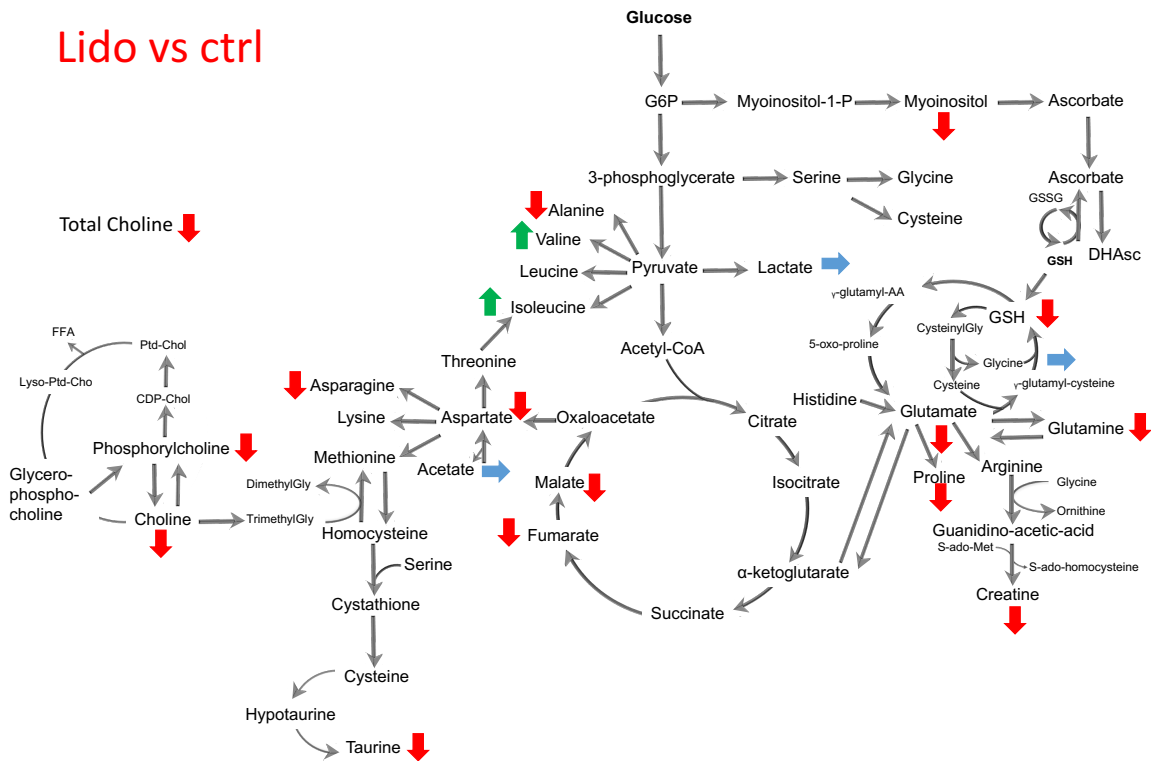 Lido vs ctrl
Glucose
G6P
Myoinositol-1-P
Myoinositol
Ascorbate
3-phosphoglycerate
Serine
Glycine
Ascorbate
GSSG
Cysteine
Alanine
Total Choline
Valine
GSH
DHAsc
Leucine
Pyruvate
Lactate
γ-glutamyl-AA
Isoleucine
GSH
CysteinylGly
FFA
Ptd-Chol
5-oxo-proline
Acetyl-CoA
Threonine
Glycine
Lyso-Ptd-Cho
Asparagine
Cysteine
γ-glutamyl-cysteine
CDP-Chol
Histidine
Lysine
Aspartate
Oxaloacetate
Citrate
Glutamate
Glutamine
Phosphorylcholine
Methionine
Acetate
Glycero-
phospho-
choline
DimethylGly
Malate
Isocitrate
Proline
Arginine
Glycine
Ornithine
Choline
TrimethylGly
Homocysteine
Fumarate
Guanidino-acetic-acid
S-ado-Met
Serine
α-ketoglutarate
S-ado-homocysteine
Cystathione
Succinate
Creatine
Cysteine
Hypotaurine
Taurine